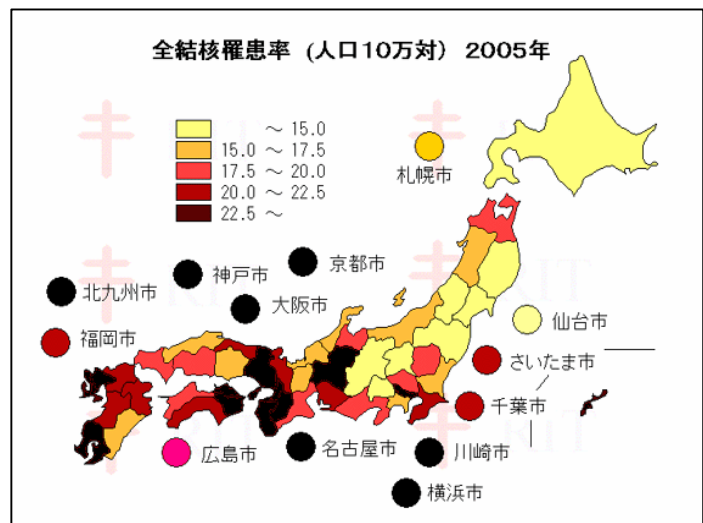 全結核罹患率 (人口10万対) 2005年
～ 15.0
15.0 ～ 17.5
17.5 ～ 20.0
20.0 ～ 22.5
22.5 ～
札幌市
京都市
神戸市
北九州市
大阪市
仙台市
福岡市
さいたま市
千葉市
広島市
名古屋市
川崎市
横浜市
RIT